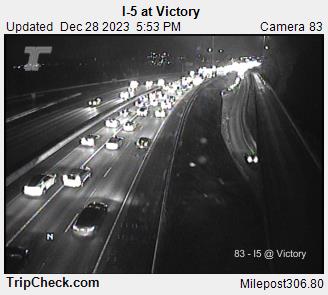 I-5 at Victory
Updated Dec 28 2023 5:53 PM Camera 83
T
N
83 - I5 @ Victory
TripCheck.com Milepost306.80